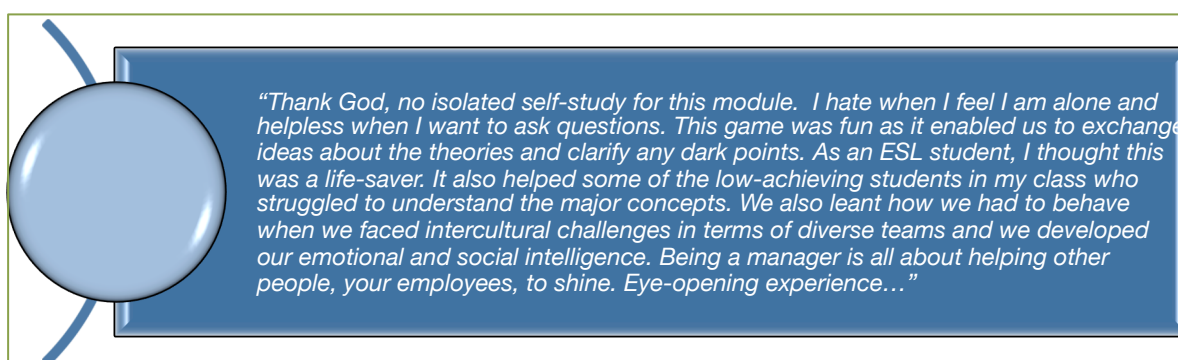 “Thank God, no isolated self-study for this module.  I hate when I feel I am alone and
helpless when I want to ask questions. This game was fun as it enabled us to exchange
ideas about the theories and clarify any dark points. As an ESL student, I thought this
was a life-saver. It also helped some of the low-achieving students in my class who
struggled to understand the major concepts. We also leant how we had to behave
when we faced intercultural challenges in terms of diverse teams and we developed
our emotional and social intelligence. Being a manager is all about helping other
people, your employees, to shine. Eye-opening experience…”